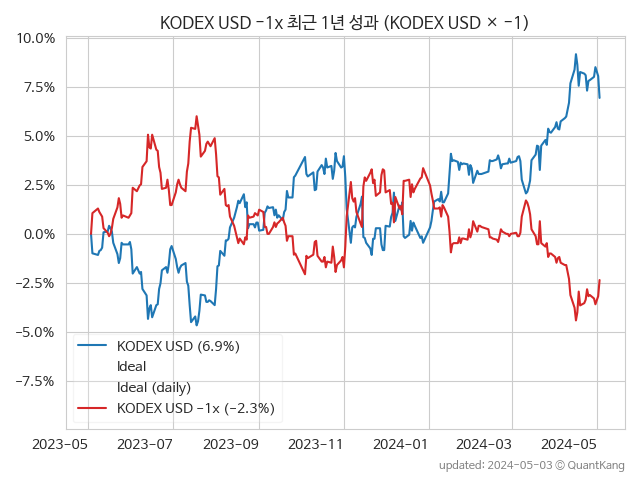 KODEX USD −1x 최근 1년 성과 (KODEX USD × −1)
10.0%
7.5%
5.0%
2.5%
0.0%
−2.5%
−5.0%
−7.5%
KODEX USD (6.9%)
Ideal
Ideal (daily)
KODEX USD −1x (−2.3%)
2023−05 2023−07 2023−09 2023−11 2024−01 2024−03 2024−05
updated: 2024−05−03 © QuantKang